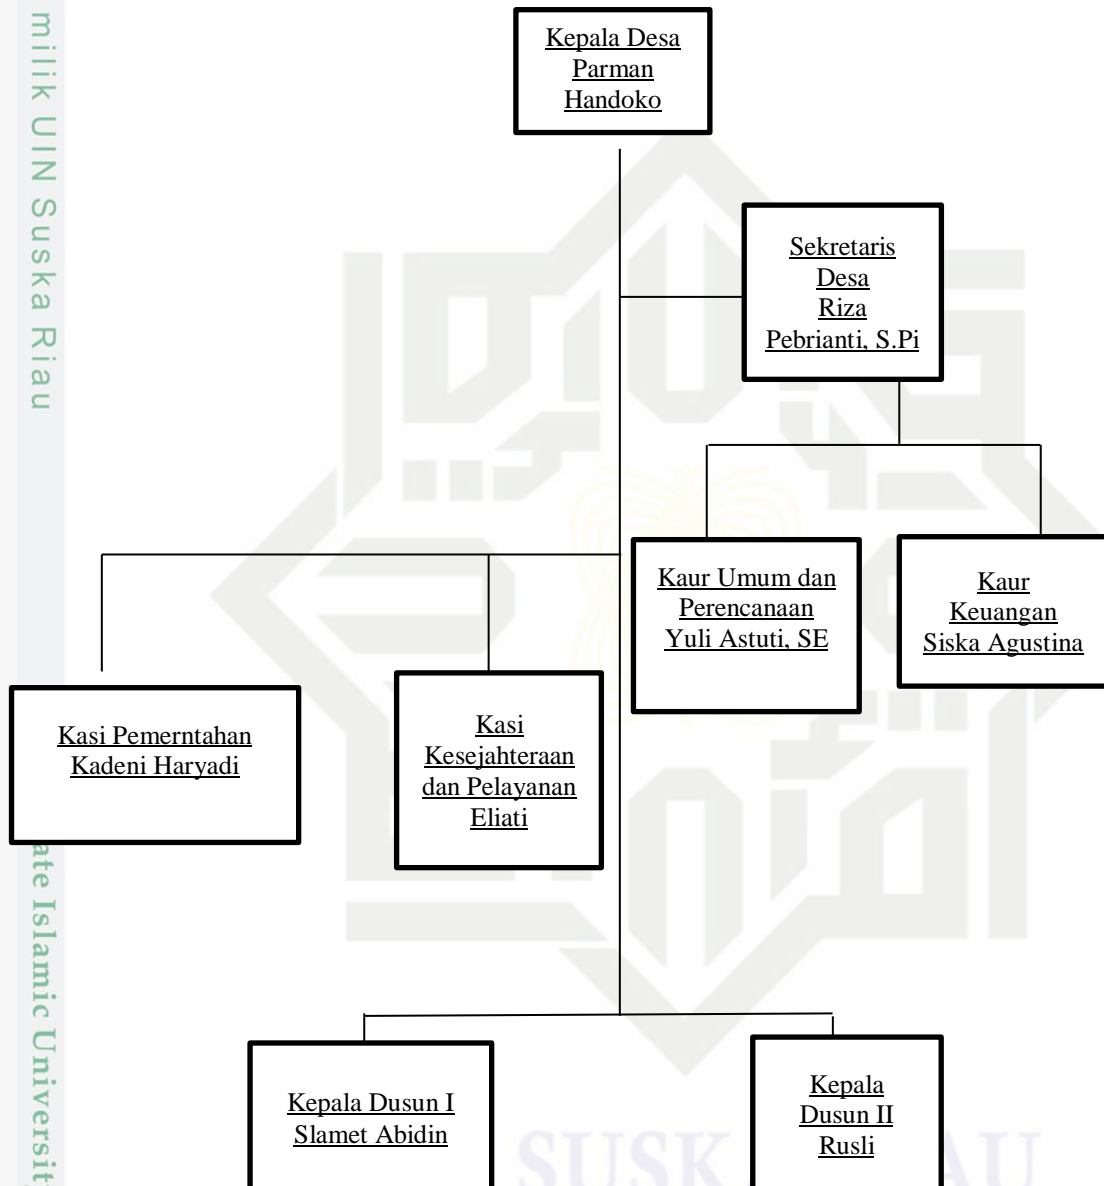 milik UIN Suska Riau
Kepala Desa
Parman
Handoko
Sekretaris
Desa
Riza
Pebrianti, S.Pi
Kaur Umum dan
Perencanaan
Yuli Astuti, SE
Kaur
Keuangan
Siska Agustina
Kasi Pemerntahan
Kadeni Haryadi
Kasi
Kesejahteraan
dan Pelayanan
Eliati
Kepala Dusun I
Slamet Abidin
Kepala
Dusun II
Rusli
Islamic